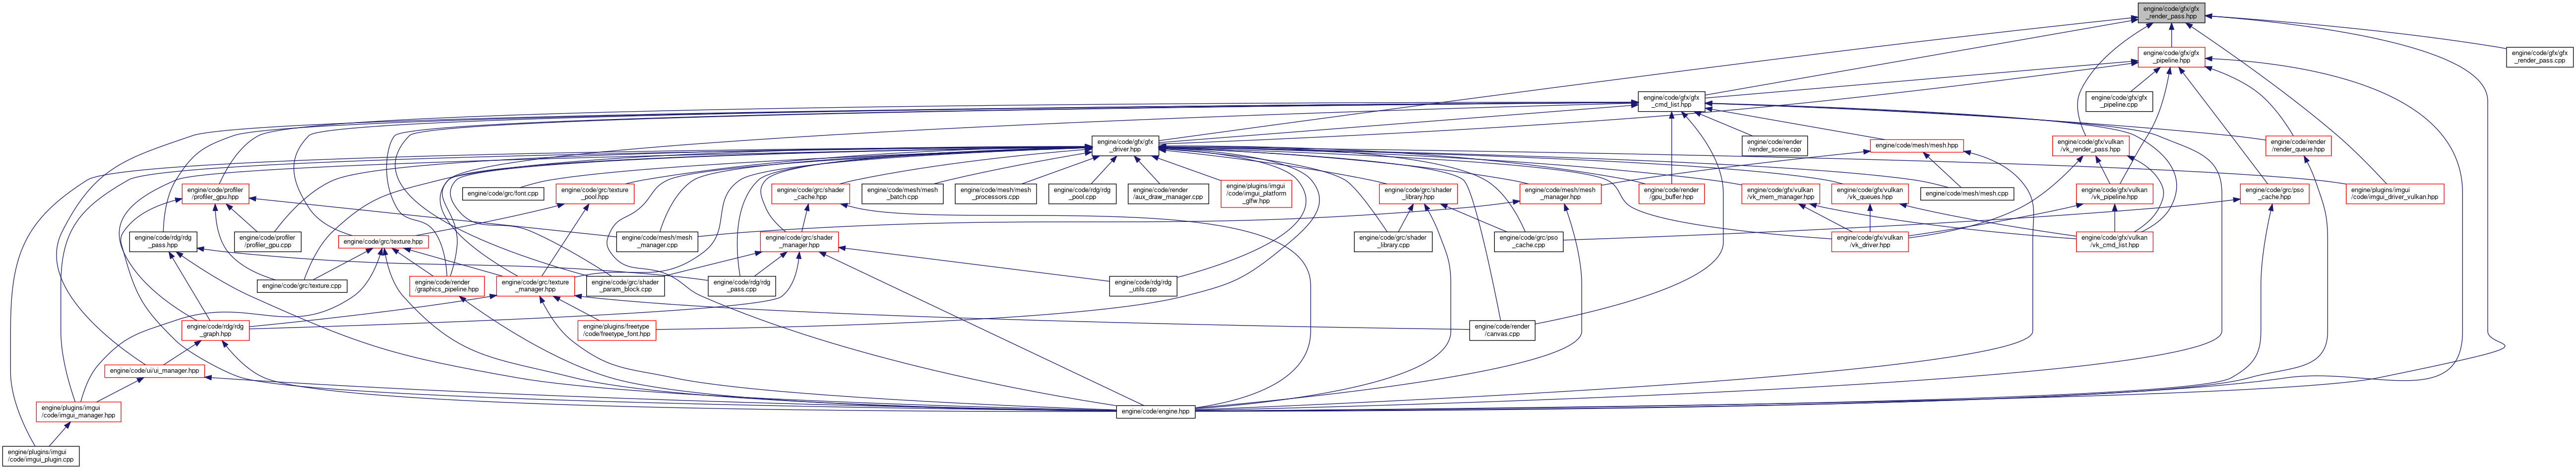 engine/code/gfx/gfx
_render_pass.hpp
engine/code/gfx/gfx
_pipeline.hpp
engine/code/gfx/gfx
_render_pass.cpp
engine/code/gfx/gfx
_cmd_list.hpp
engine/code/gfx/gfx
_pipeline.cpp
engine/code/gfx/gfx
_driver.hpp
engine/code/render
/render_scene.cpp
engine/code/mesh/mesh.hpp
engine/code/gfx/vulkan
/vk_render_pass.hpp
engine/code/render
/render_queue.hpp
engine/code/profiler
/profiler_gpu.hpp
engine/code/grc/font.cpp
engine/code/grc/texture
_pool.hpp
engine/code/grc/shader
_cache.hpp
engine/code/mesh/mesh
_batch.cpp
engine/code/mesh/mesh
_processors.cpp
engine/code/rdg/rdg
_pool.cpp
engine/code/render
/aux_draw_manager.cpp
engine/plugins/imgui
/code/imgui_platform
_glfw.hpp
engine/code/grc/shader
_library.hpp
engine/code/mesh/mesh
_manager.hpp
engine/code/render
/gpu_buffer.hpp
engine/code/gfx/vulkan
/vk_mem_manager.hpp
engine/code/gfx/vulkan
/vk_queues.hpp
engine/code/mesh/mesh.cpp
engine/code/gfx/vulkan
/vk_pipeline.hpp
engine/code/grc/pso
_cache.hpp
engine/plugins/imgui
/code/imgui_driver_vulkan.hpp
engine/code/rdg/rdg
_pass.hpp
engine/code/profiler
/profiler_gpu.cpp
engine/code/grc/texture.hpp
engine/code/mesh/mesh
_manager.cpp
engine/code/grc/shader
_manager.hpp
engine/code/grc/shader
_library.cpp
engine/code/grc/pso
_cache.cpp
engine/code/gfx/vulkan
/vk_driver.hpp
engine/code/gfx/vulkan
/vk_cmd_list.hpp
engine/code/grc/texture.cpp
engine/code/render
/graphics_pipeline.hpp
engine/code/grc/texture
_manager.hpp
engine/code/grc/shader
_param_block.cpp
engine/code/rdg/rdg
_pass.cpp
engine/code/rdg/rdg
_utils.cpp
engine/code/rdg/rdg
_graph.hpp
engine/plugins/freetype
/code/freetype_font.hpp
engine/code/render
/canvas.cpp
engine/code/ui/ui_manager.hpp
engine/plugins/imgui
/code/imgui_manager.hpp
engine/code/engine.hpp
engine/plugins/imgui
/code/imgui_plugin.cpp